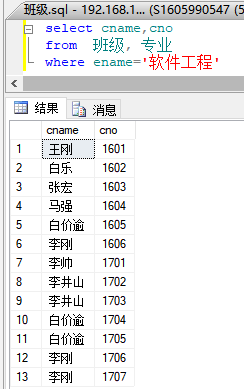 班级.sql - 192.168.1... (S1605990547 (5
select cname,cno
from  班级, 专业
where ename='软件工程'
结果 消息
cname cno
1 王刚 1601
2 白乐 1602
3 张宏 1603
4 马强 1604
5 白价逾 1605
6 李刚 1606
7 李帅 1701
8 李井山 1702
9 李井山 1703
10 白价逾 1704
11 白价逾 1705
12 李刚 1706
13 李刚 1707